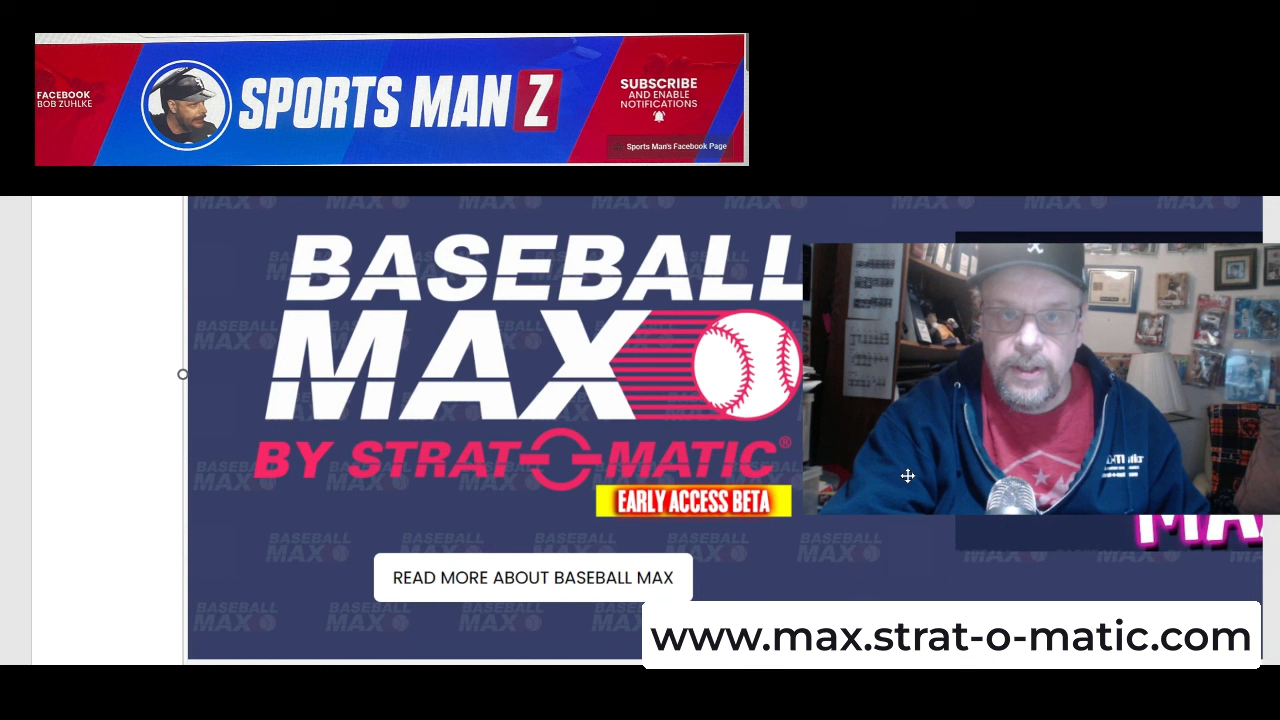 FACEBOOK
BOB ZUHLKE
SPORTS MAN Z
SUBSCRIBE
AND ENABLE
NOTIFICATIONS
Sports Man's Facebook Page
BASEBALL
MAX
BY STRAT-O-MATIC®
EARLY ACCESS BETA
READ MORE ABOUT BASEBALL MAX
www.max.strat-o-matic.com